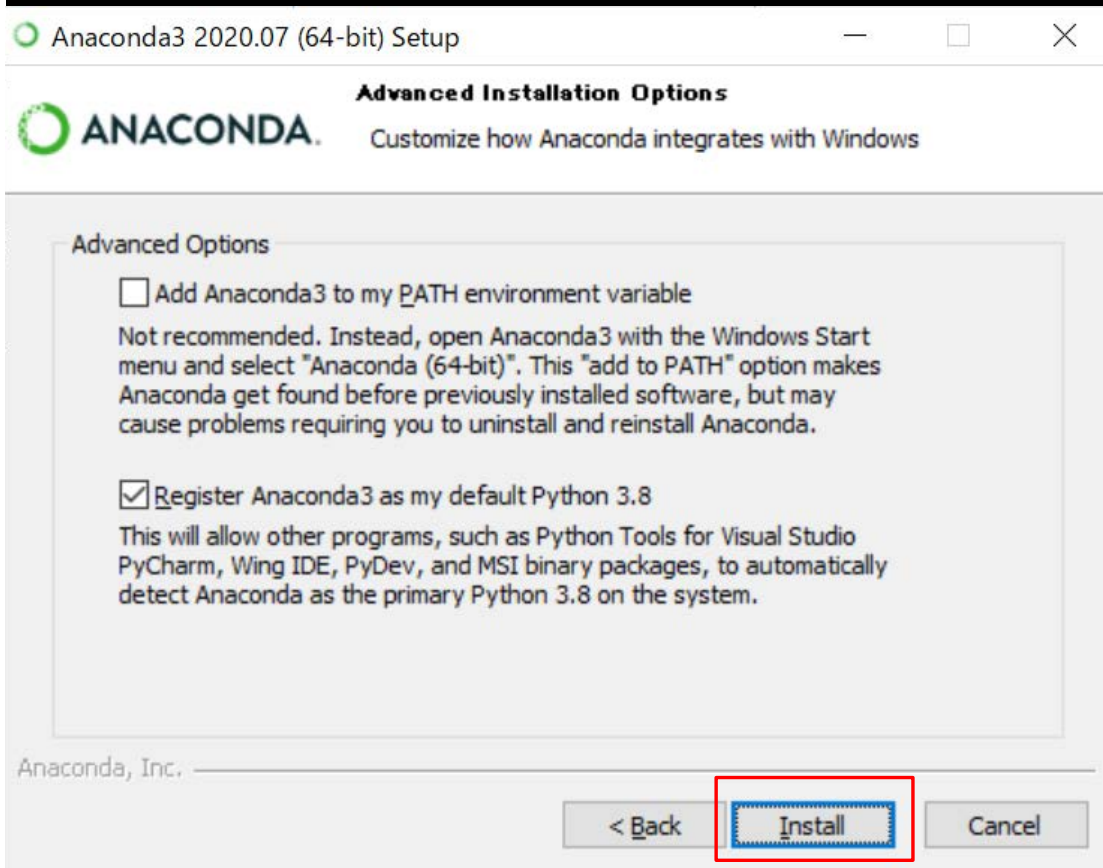 Anaconda3 2020.07 (64-bit) Setup
Advanced Installation Options
ANACONDA.
Customize how Anaconda integrates with Windows
Advanced Options
Add Anaconda3 to my PATH environment variable
Not recommended. Instead, open Anaconda3 with the Windows Start
menu and select "Anaconda (64-bit)". This "add to PATH" option makes
Anaconda get found before previously installed software, but may
cause problems requiring you to uninstall and reinstall Anaconda.
Register Anaconda3 as my default Python 3.8
This will allow other programs, such as Python Tools for Visual Studio
PyCharm, Wing IDE, PyDev, and MSI binary packages, to automatically
detect Anaconda as the primary Python 3.8 on the system.
Anaconda, Inc.
< Back Install Cancel